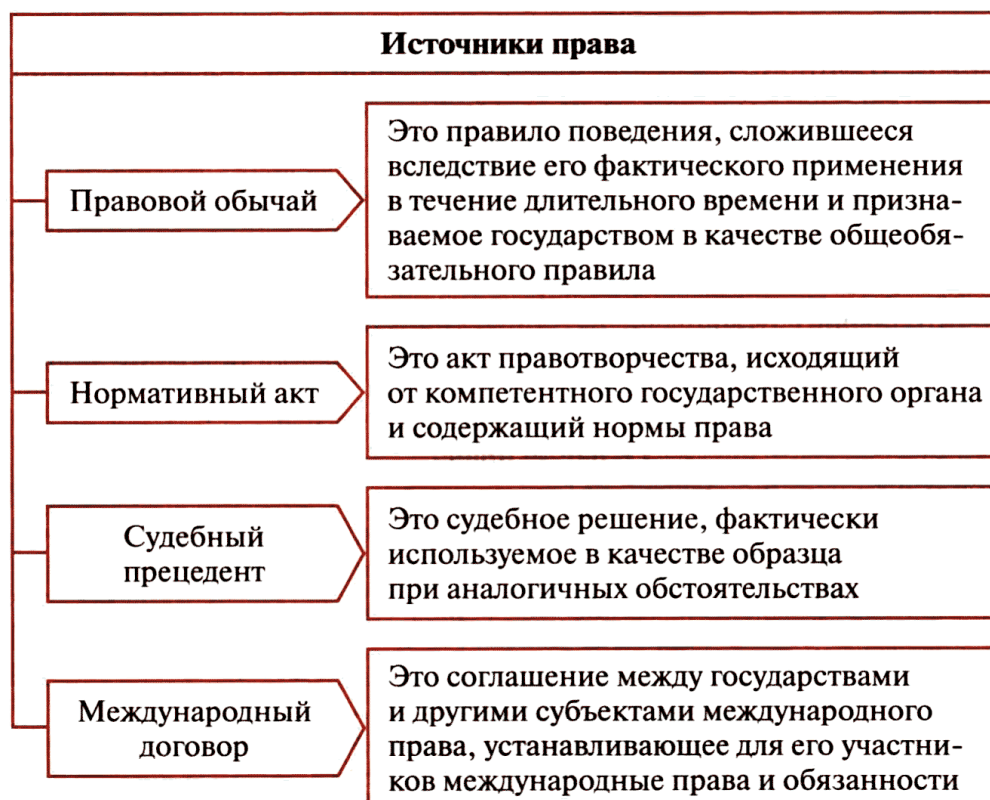 Источники права
Правовой обычай
Это правило поведения, сложившееся
вследствие его фактического применения
в течение длительного времени и призна-
ваемое государством в качестве общеобя-
зательного правила
Нормативный акт
Это акт правотворчества, исходящий
от компетентного государственного органа
и содержащий нормы права
Судебный
прецедент
Это судебное решение, фактически
используемое в качестве образца
при аналогичных обстоятельствах
Международный
договор
Это соглашение между государствами
и другими субъектами международного
права, устанавливающее для его участни-
ков международные права и обязанности